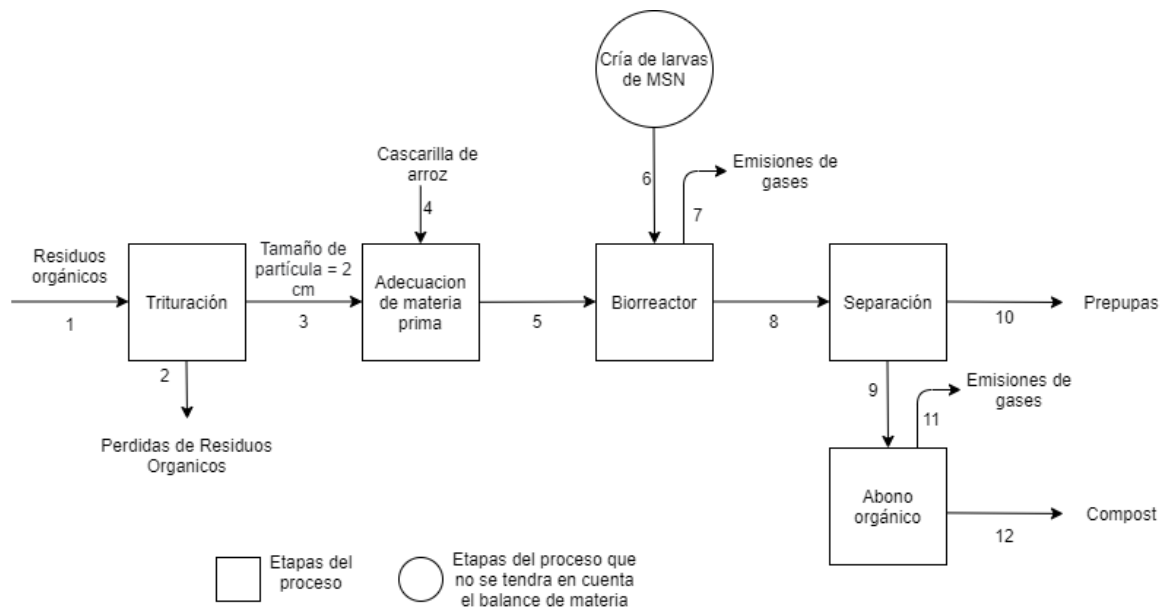 Cría de larvas
de MSN
Cascarilla de
arroz
Emisiones de
gases
6
7
4
Residuos
orgánicos
Tamaño de
partícula = 2
cm
Trituración
Adecuacion
de materia
prima
Biorreactor
Separación
Prepupas
1
3
5
8
10
2
9
Emisiones de
gases
11
Perdidas de Residuos
Organicos
Abono
orgánico
Compost
12
Etapas del
proceso
Etapas del proceso que
no se tendra en cuenta
el balance de materia